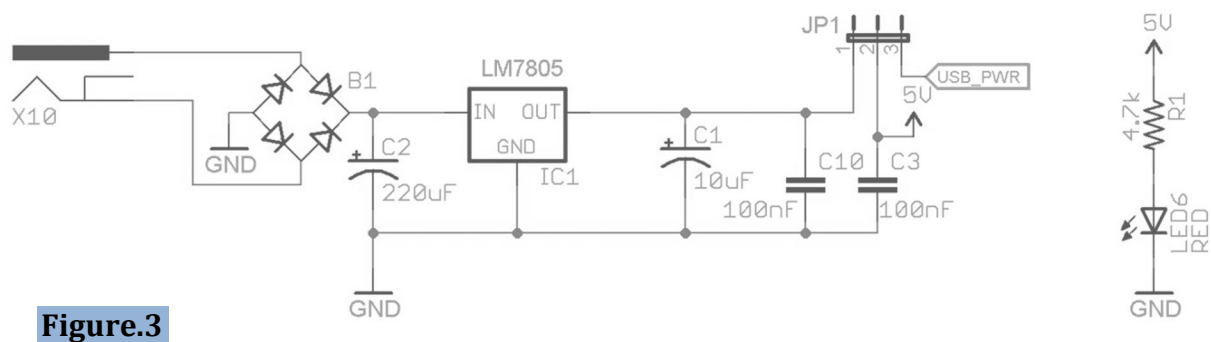 X10
GND
B1
C2
220uF
GND
LM7805
IN OUT
GND
IC1
C1
10uF
C10
100nF
C3
100nF
JP1
1
2
3
USB_PWR
5V
5V
4.7k
R1
LED6
RED
GND
Figure.3